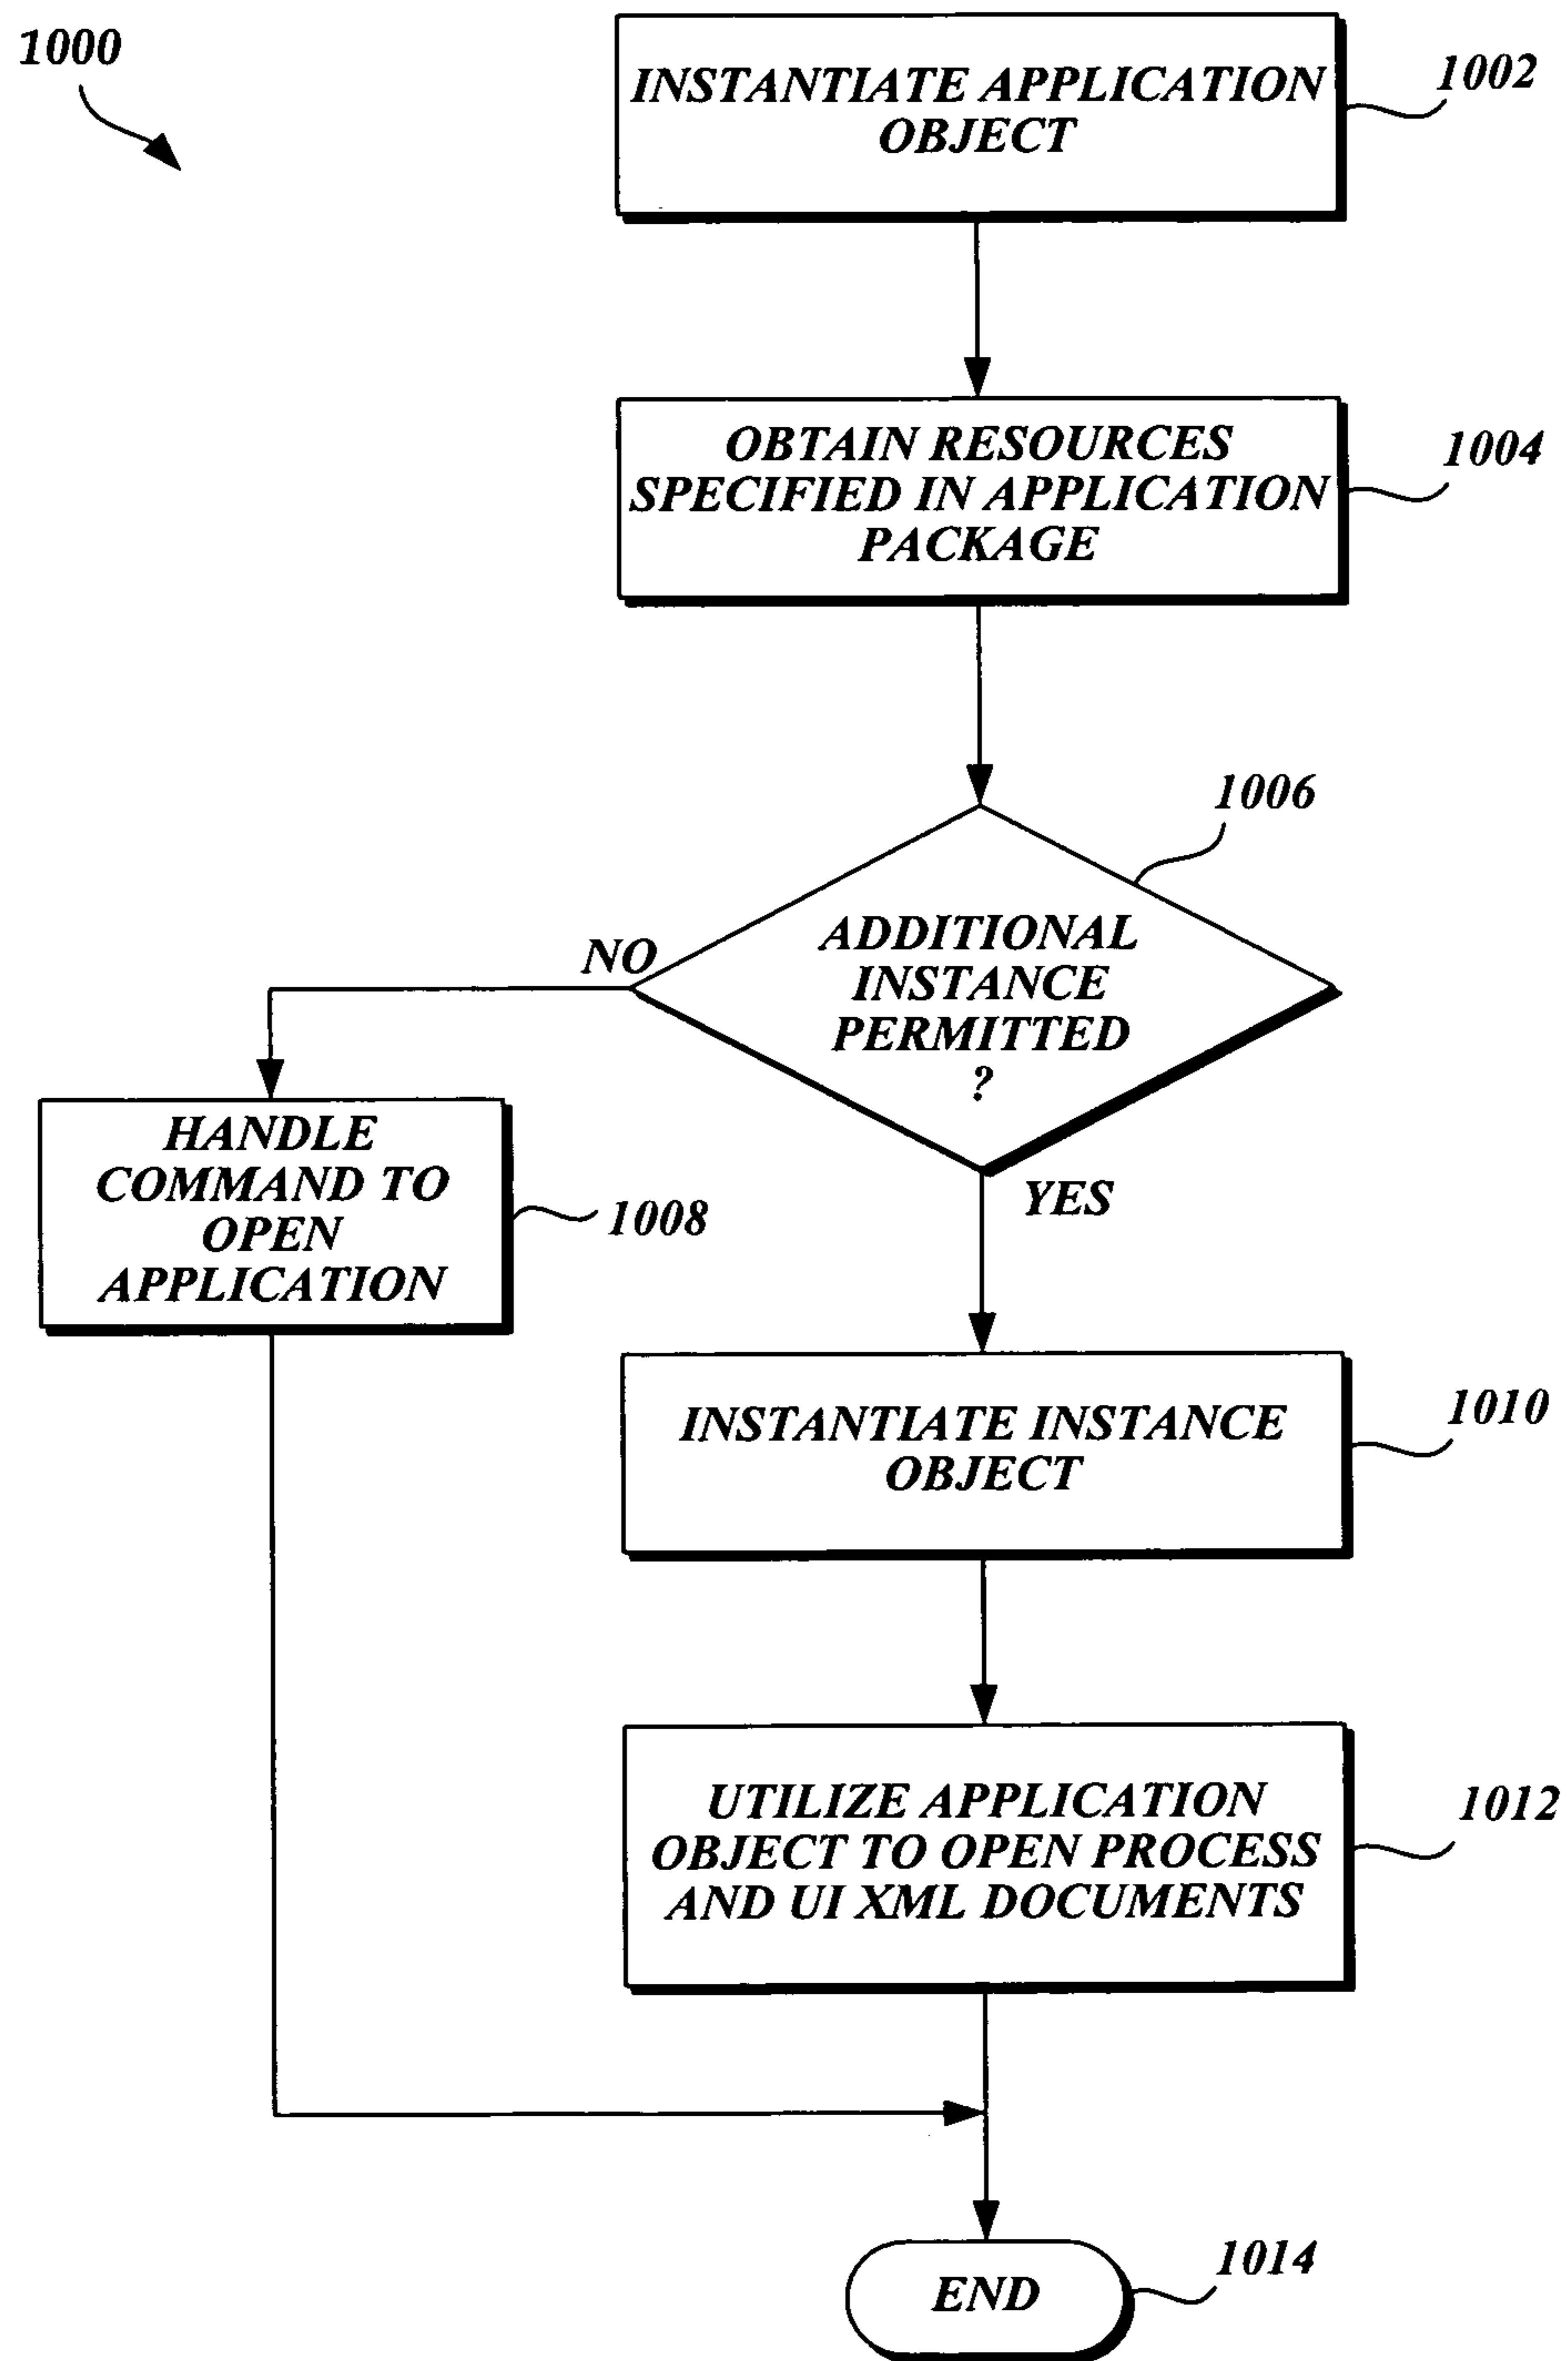 1000
INSTANTIATE APPLICATION
OBJECT
1002
OBTAIN RESOURCES
SPECIFIED IN APPLICATION
PACKAGE
1004
1006
ADDITIONAL
INSTANCE
PERMITTED
?
NO
YES
HANDLE
COMMAND TO
OPEN
APPLICATION
1008
INSTANTIATE INSTANCE
OBJECT
1010
UTILIZE APPLICATION
OBJECT TO OPEN PROCESS
AND UI XML DOCUMENTS
1012
END
1014